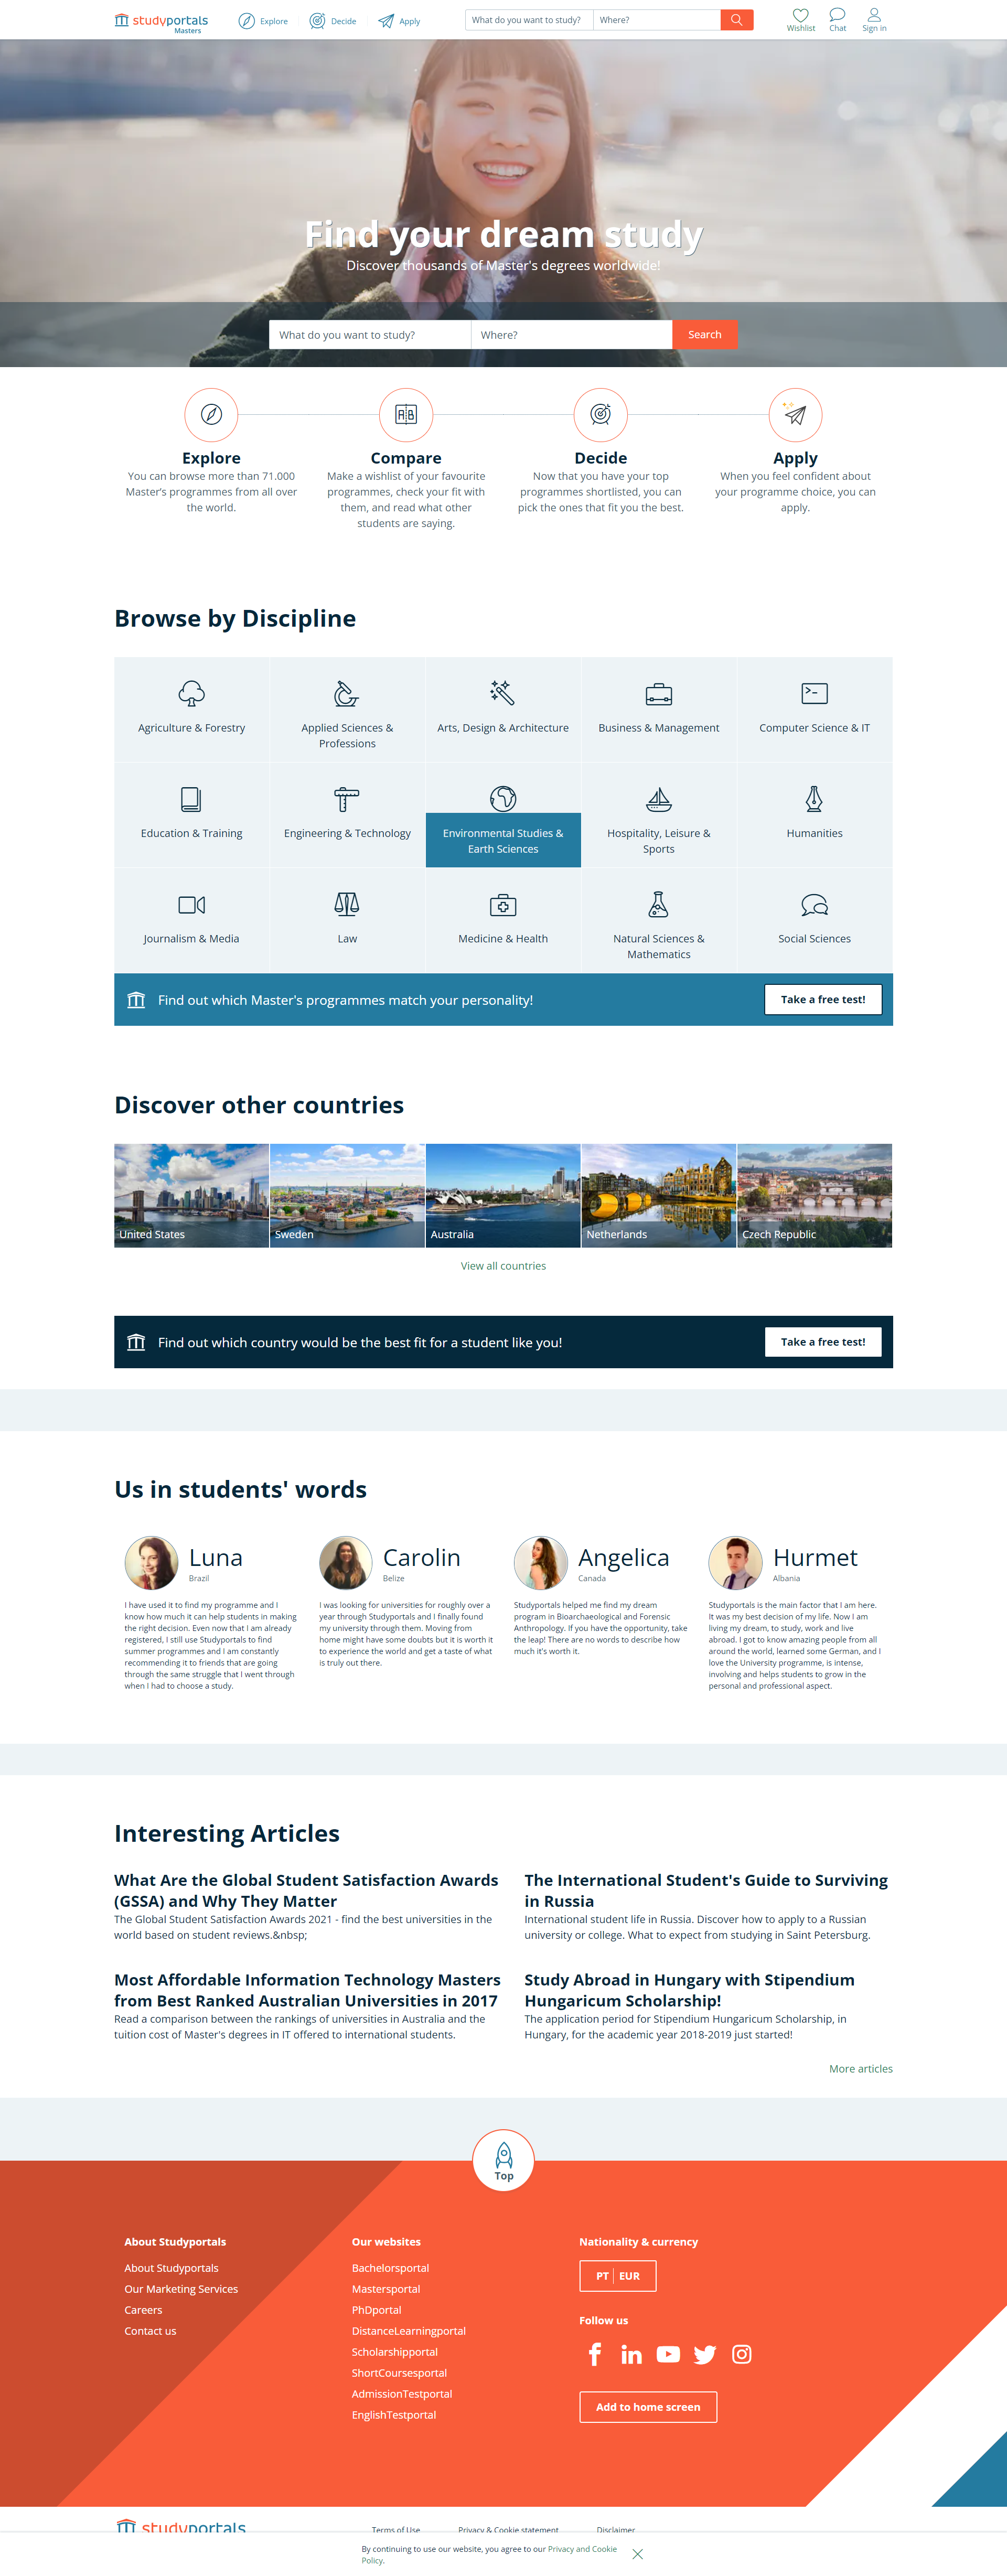 studyportals
Masters
Explore
Decide
Apply
What do you want to study?
Where?
Wishlist
Chat
Sign in
Find your dream study
Discover thousands of Master's degrees worldwide!
What do you want to study?
Where?
Search
Explore
You can browse more than 71.000
Master's programmes from all over
the world.
Compare
Make a wishlist of your favourite
programmes, check your fit with
them, and read what other
students are saying.
Decide
Now that you have your top
programmes shortlisted, you can
pick the ones that fit you the best.
Apply
When you feel confident about
your programme choice, you can
apply.
Browse by Discipline
Agriculture & Forestry
Applied Sciences &
Professions
Arts, Design & Architecture
Business & Management
Computer Science & IT
Education & Training
Engineering & Technology
Environmental Studies &
Earth Sciences
Hospitality, Leisure &
Sports
Humanities
Journalism & Media
Law
Medicine & Health
Natural Sciences &
Mathematics
Social Sciences
Find out which Master's programmes match your personality!
Take a free test!
Discover other countries
United States
Sweden
Australia
Netherlands
Czech Republic
View all countries
Find out which country would be the best fit for a student like you!
Take a free test!
Us in students' words
Luna
Brazil
I have used it to find my programme and I
know how much it can help students in making
the right decision. Even now that I am already
registered, I still use Studyportals to find
summer programmes and I am constantly
recommending it to friends that are going
through the same struggle that I went through
when I had to choose a study.
Carolin
Belize
I was looking for universities for roughly over a
year through Studyportals and I finally found
my university through them. Moving from
home might have some doubts but it is worth it
to experience the world and get a taste of what
is truly out there.
Angelica
Canada
Studyportals helped me find my dream
program in Bioarchaeological and Forensic
Anthropology. If you have the opportunity, take
the leap! There are no words to describe how
much it's worth it.
Hurmet
Albania
Studyportals is the main factor that I am here.
It was my best decision of my life. Now I am
living my dream, to study, work and live
abroad. I got to know amazing people from all
around the world, learned some German, and I
love the University programme, is intense,
involving and helps students to grow in the
personal and professional aspect.
Interesting Articles
What Are the Global Student Satisfaction Awards
(GSSA) and Why They Matter
The Global Student Satisfaction Awards 2021 - find the best universities in the
world based on student reviews.&nbsp;
The International Student's Guide to Surviving
in Russia
International student life in Russia. Discover how to apply to a Russian
university or college. What to expect from studying in Saint Petersburg.
Most Affordable Information Technology Masters
from Best Ranked Australian Universities in 2017
Read a comparison between the rankings of universities in Australia and the
tuition cost of Master's degrees in IT offered to international students.
Study Abroad in Hungary with Stipendium
Hungaricum Scholarship!
The application period for Stipendium Hungaricum Scholarship, in
Hungary, for the academic year 2018-2019 just started!
More articles
Top
About Studyportals
About Studyportals
Our Marketing Services
Careers
Contact us
Our websites
Bachelorsportal
Mastersportal
PhDportal
DistanceLearningportal
Scholarshipportal
ShortCoursesportal
AdmissionTestportal
EnglishTestportal
Nationality & currency
PT EUR
Follow us
Add to home screen
studyportals
Terms of Use
Privacy & Cookie statement
Disclaimer
By continuing to use our website, you agree to our Privacy and Cookie
Policy.